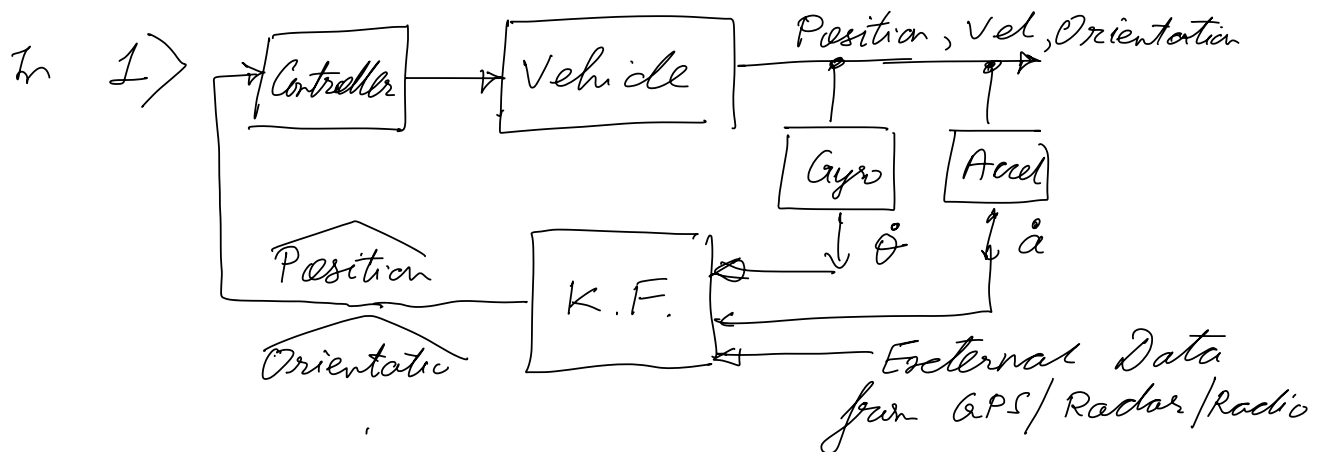 In 1>
Controller
Vehicle
Position, Vel, Orientation
Gyro
Accel
θ̊
å
Position
K.F.
Orientatio
External Data
from GPS/Radar/Radio